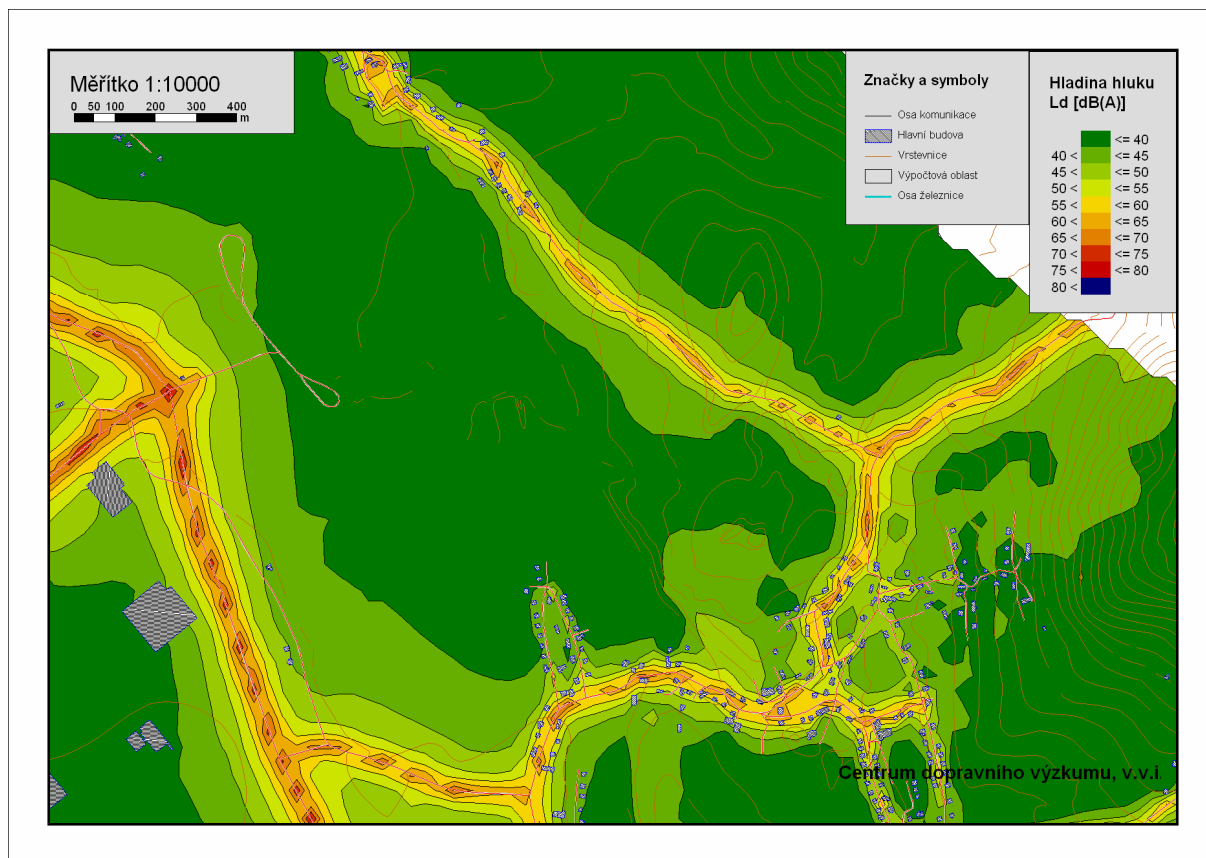 Měřítko 1:10000
0 50 100 200 300 400
m
Značky a symboly
Osa komunikace
Hlavní budova
Vrstevnice
Výpočtová oblast
Osa železnice
Hladina hluku
Ld [dB(A)]
<= 40
40 < <= 45
45 < <= 50
50 < <= 55
55 < <= 60
60 < <= 65
65 < <= 70
70 < <= 75
75 < <= 80
80 <
Centrum dopravního výzkumu, v.v.i.